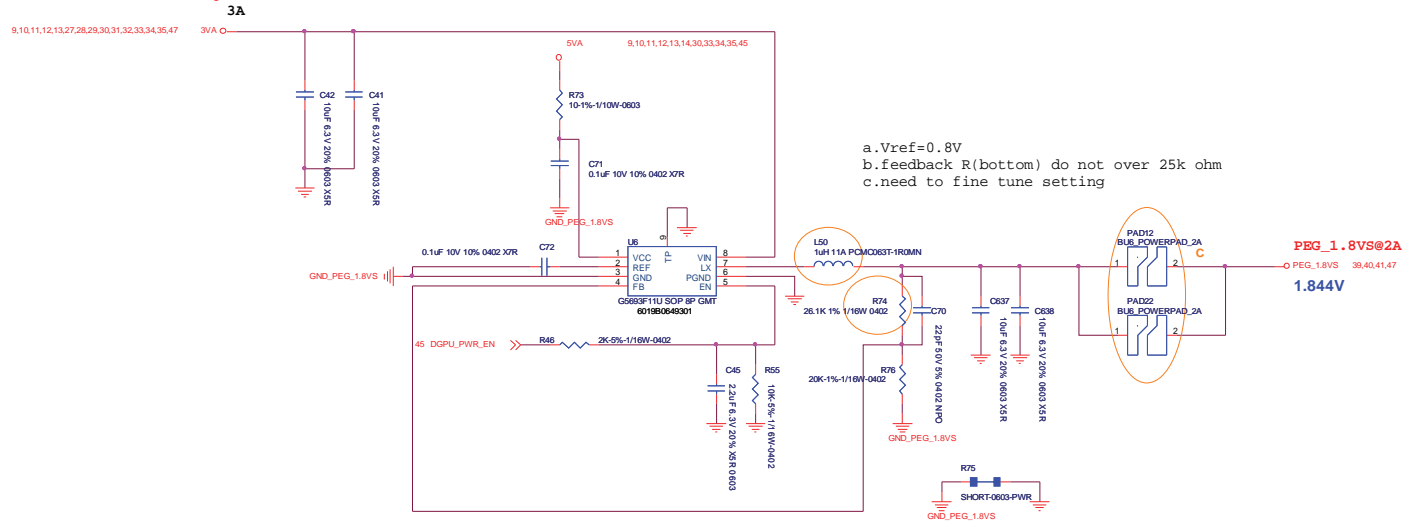 3A
9,10,11,12,13,27,28,29,30,31,32,33,34,35,47 3VA
5VA 9,10,11,12,13,14,30,33,34,35,45
C42
10uF 6.3V 20% 0603 X5R
C41
10uF 6.3V 20% 0603 X5R
R73
10-1%-1/10W-0603
C71
0.1uF 10V 10% 0402 X7R
GND_PEG_1.8VS
a.Vref=0.8V
b.feedback R(bottom) do not over 25k ohm
c.need to fine tune setting
0.1uF 10V 10% 0402 X7R
C72
GND_PEG_1.8VS
U6
9
TP
1 VCC VIN 8
2 REF LX 7
3 GND PGND 6
4 FB EN 5
G5693F11U SOP 8P GMT
6019B0649301
L50
1uH 11A PCMC063T-1R0MN
PAD12
BU6_POWERPAD_2A
1 2
C
PEG_1.8VS@2A
PEG_1.8VS 39,40,41,47
1.844V
PAD22
BU6_POWERPAD_2A
1 2
R74
26.1K 1% 1/16W 0402
C70
22pF 50V 5% 0402 NPO
C637
10uF 6.3V 20% 0603 X5R
C638
10uF 6.3V 20% 0603 X5R
45 DGPU_PWR_EN
R46
2K-5%-1/16W-0402
C45
2.2uF 6.3V 20% X5R 0603
R55
10K-5%-1/16W-0402
R76
20K-1%-1/16W-0402
GND_PEG_1.8VS
R75
SHORT-0603-PWR
GND_PEG_1.8VS